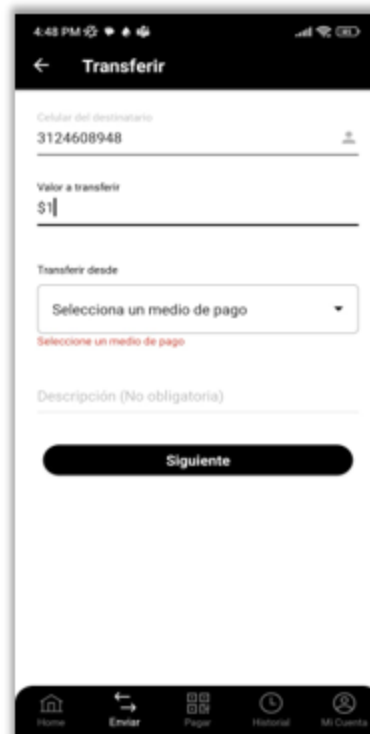 4:48 PM
Transferir
Celular del destinatario
3124608948
Valor a transferir
$1
Transferir desde
Selecciona un medio de pago
Seleccione un medio de pago
Descripción (No obligatoria)
Siguiente
Home Enviar Pagar Historial Mi Cuenta